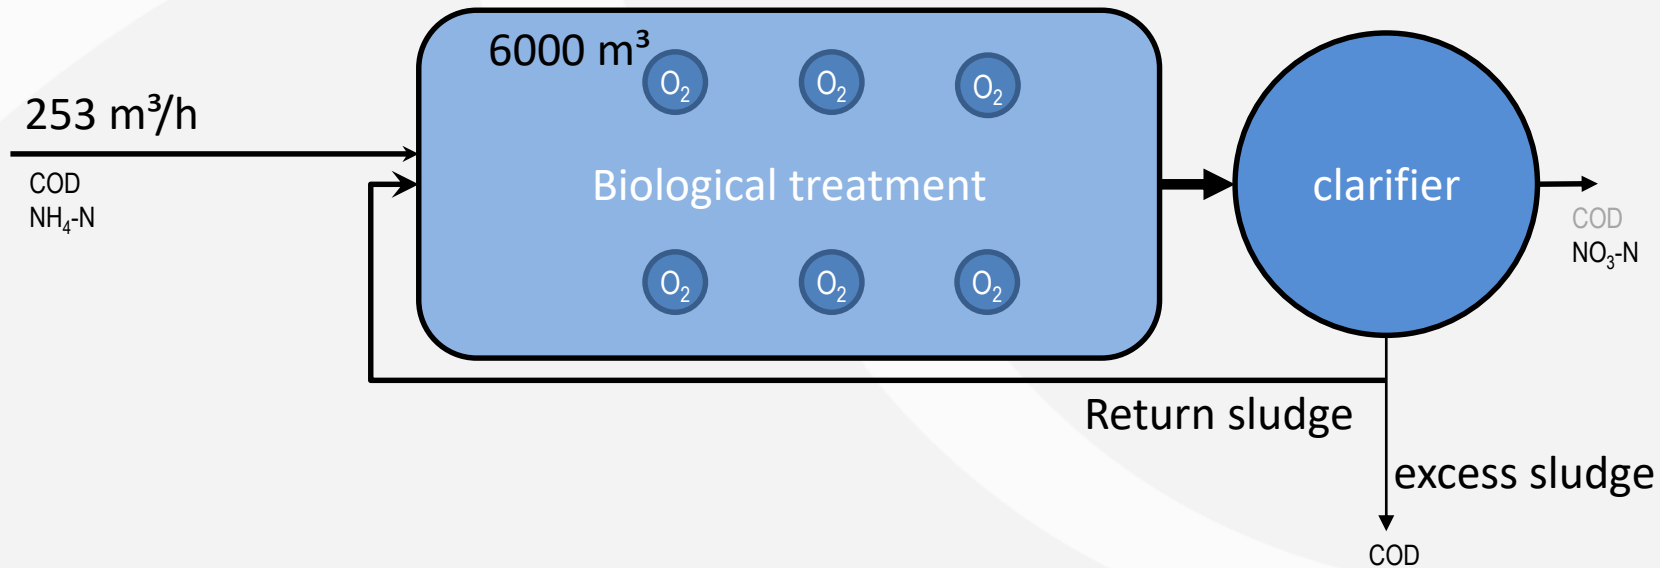 6000 m³
O₂ O₂ O₂
253 m³/h
COD
NH₄-N
Biological treatment
clarifier
COD
NO₃-N
O₂ O₂ O₂
Return sludge
excess sludge
COD